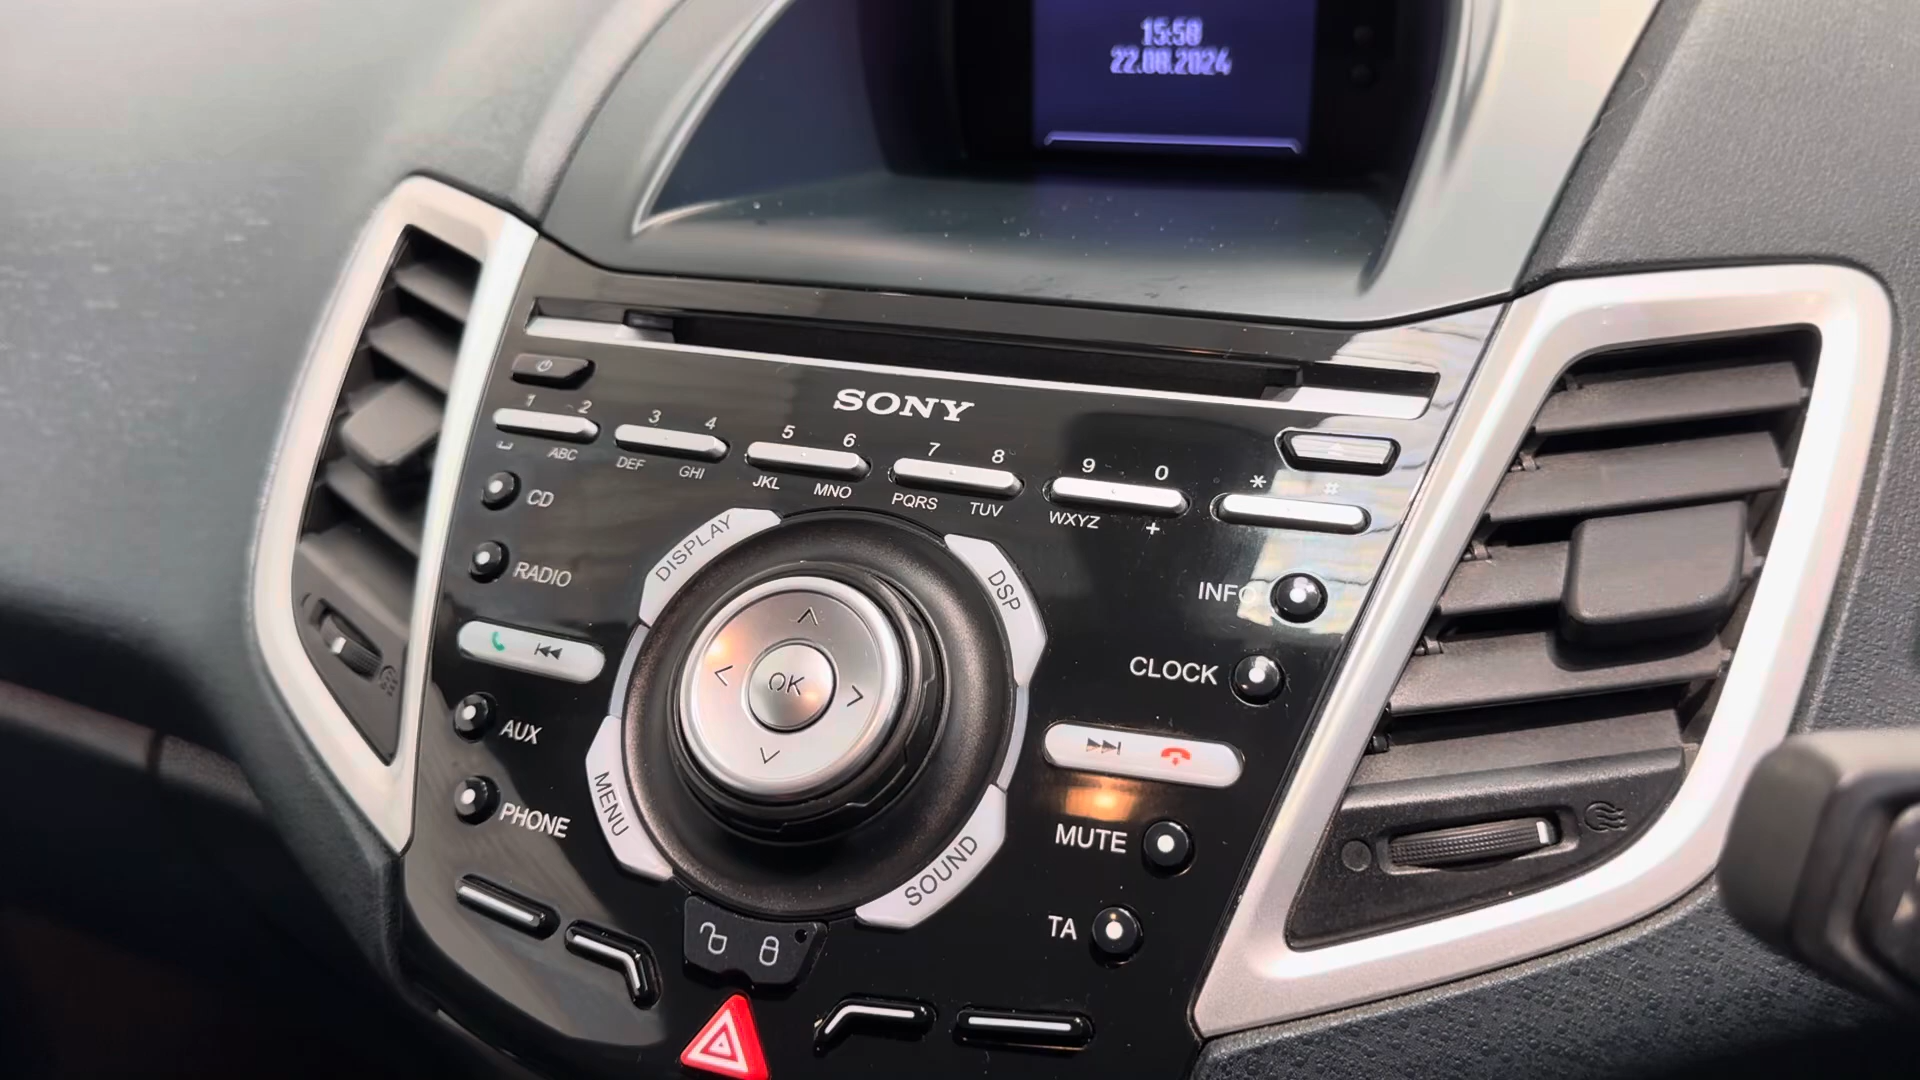 15:58
22.08.2024
SONY
1 2 3 4 5 6 7 8 9 0 * #
ABC DEF GHI JKL MNO PQRS TUV WXYZ +
CD
RADIO
AUX
PHONE
DISPLAY
DSP
OK
MENU
SOUND
INFO
CLOCK
MUTE
TA